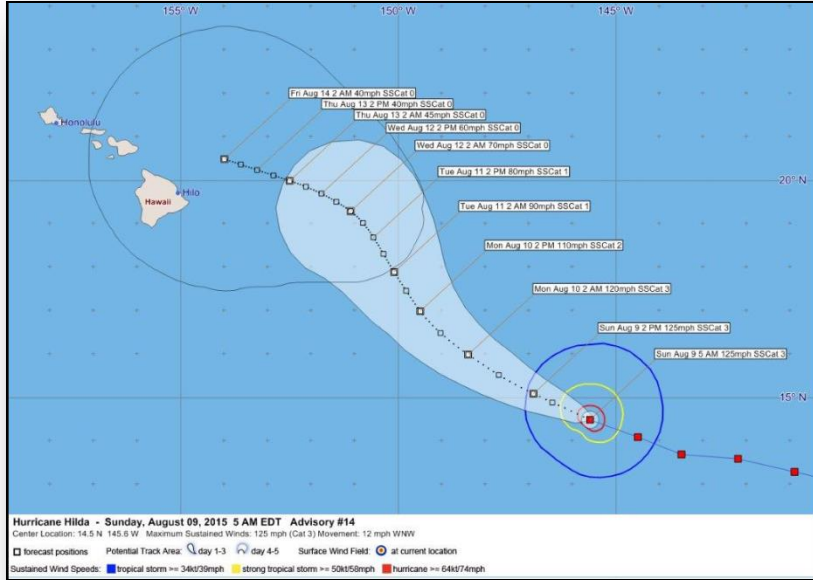 155° W
150° W
145° W
Honolulu
Hawaii
Hilo
Fri Aug 14 2 AM 40mph SSCat 0
Thu Aug 13 2 PM 40mph SSCat 0
Thu Aug 13 2 AM 45mph SSCat 0
Wed Aug 12 2 PM 60mph SSCat 0
Wed Aug 12 2 AM 70mph SSCat 0
Tue Aug 11 2 PM 80mph SSCat 1
20° N
Tue Aug 11 2 AM 90mph SSCat 1
Mon Aug 10 2 PM 110mph SSCat 2
Mon Aug 10 2 AM 120mph SSCat 3
Sun Aug 9 2 PM 125mph SSCat 3
Sun Aug 9 5 AM 125mph SSCat 3
15° N
Hurricane Hilda - Sunday, August 09, 2015 5 AM EDT Advisory #14
Center Location: 14.5 N 145.6 W Maximum Sustained Winds: 125 mph (Cat 3) Movement: 12 mph WNW
forecast positions Potential Track Area: day 1-3 day 4-5 Surface Wind Field: at current location
Sustained Wind Speeds: tropical storm >= 34kt/39mph strong tropical storm >= 50kt/58mph hurricane >= 64kt/74mph